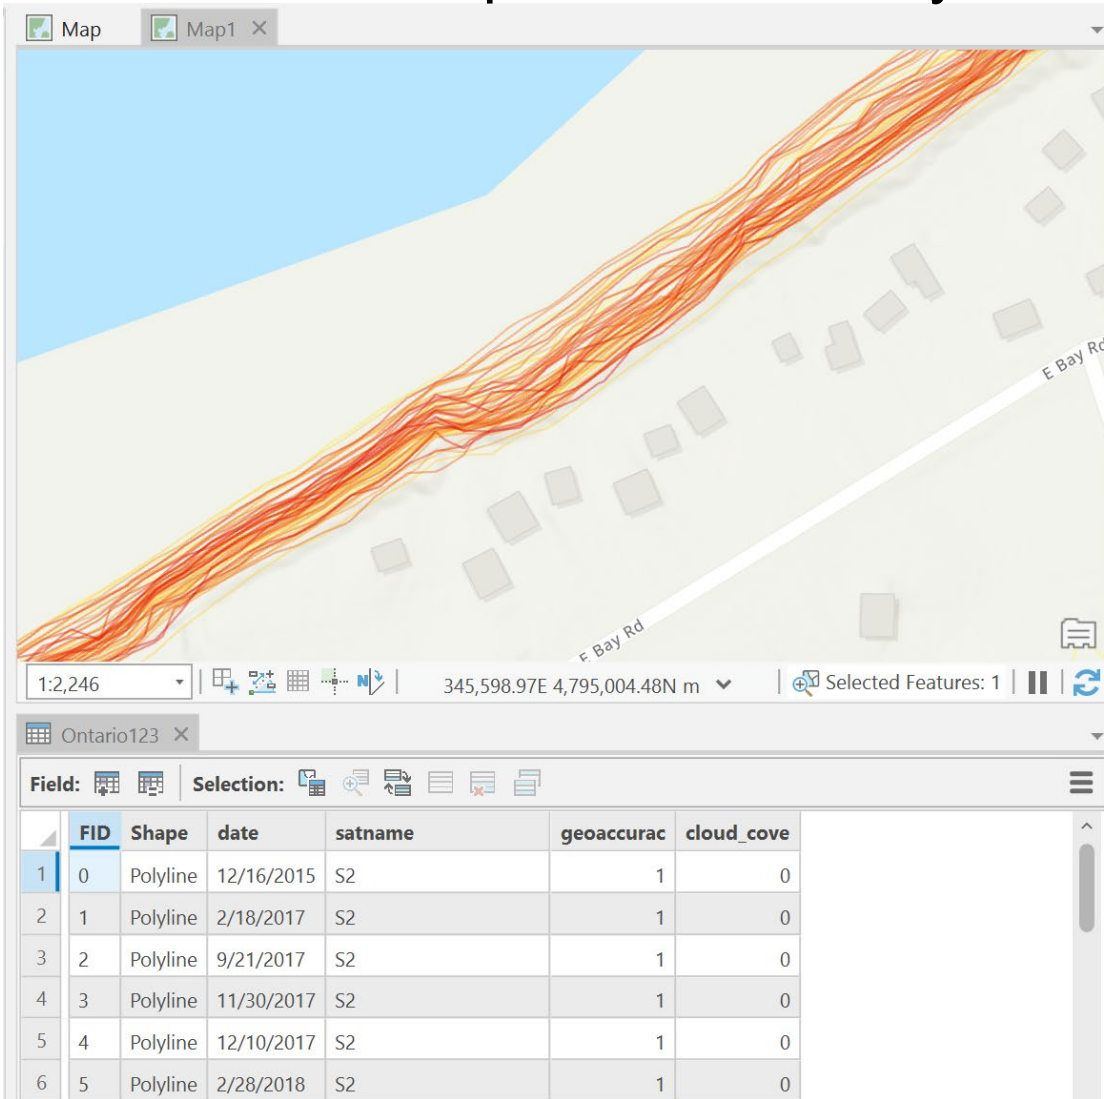 Map Map1
E Bay Rd
E Bay Rd
1:2,246 345,598.97E 4,795,004.48N m Selected Features: 1
Ontario123
Field: Selection:
FID Shape date satname geoaccurac cloud_cove
1 0 Polyline 12/16/2015 S2 1 0
2 1 Polyline 2/18/2017 S2 1 0
3 2 Polyline 9/21/2017 S2 1 0
4 3 Polyline 11/30/2017 S2 1 0
5 4 Polyline 12/10/2017 S2 1 0
6 5 Polyline 2/28/2018 S2 1 0